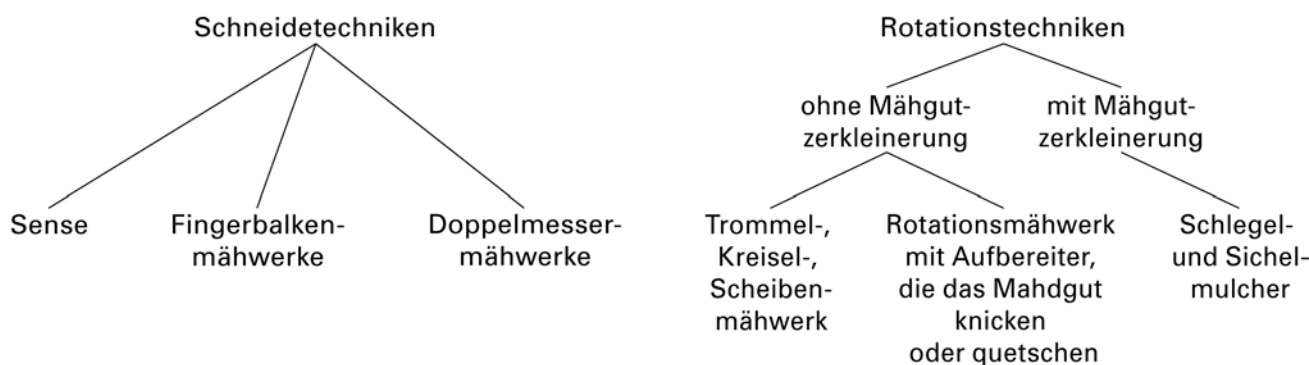 Schneidetechniken
Sense
Fingerbalken-
mähwerke
Doppelmesser-
mähwerke
Rotationstechniken
ohne Mähgut-
zerkleinerung
mit Mähgut-
zerkleinerung
Trommel-,
Kreisel-,
Scheiben-
mähwerk
Rotationsmähwerk
mit Aufbereiter,
die das Mahdgut
knicken
oder quetschen
Schlegel-
und Sichel-
mulcher